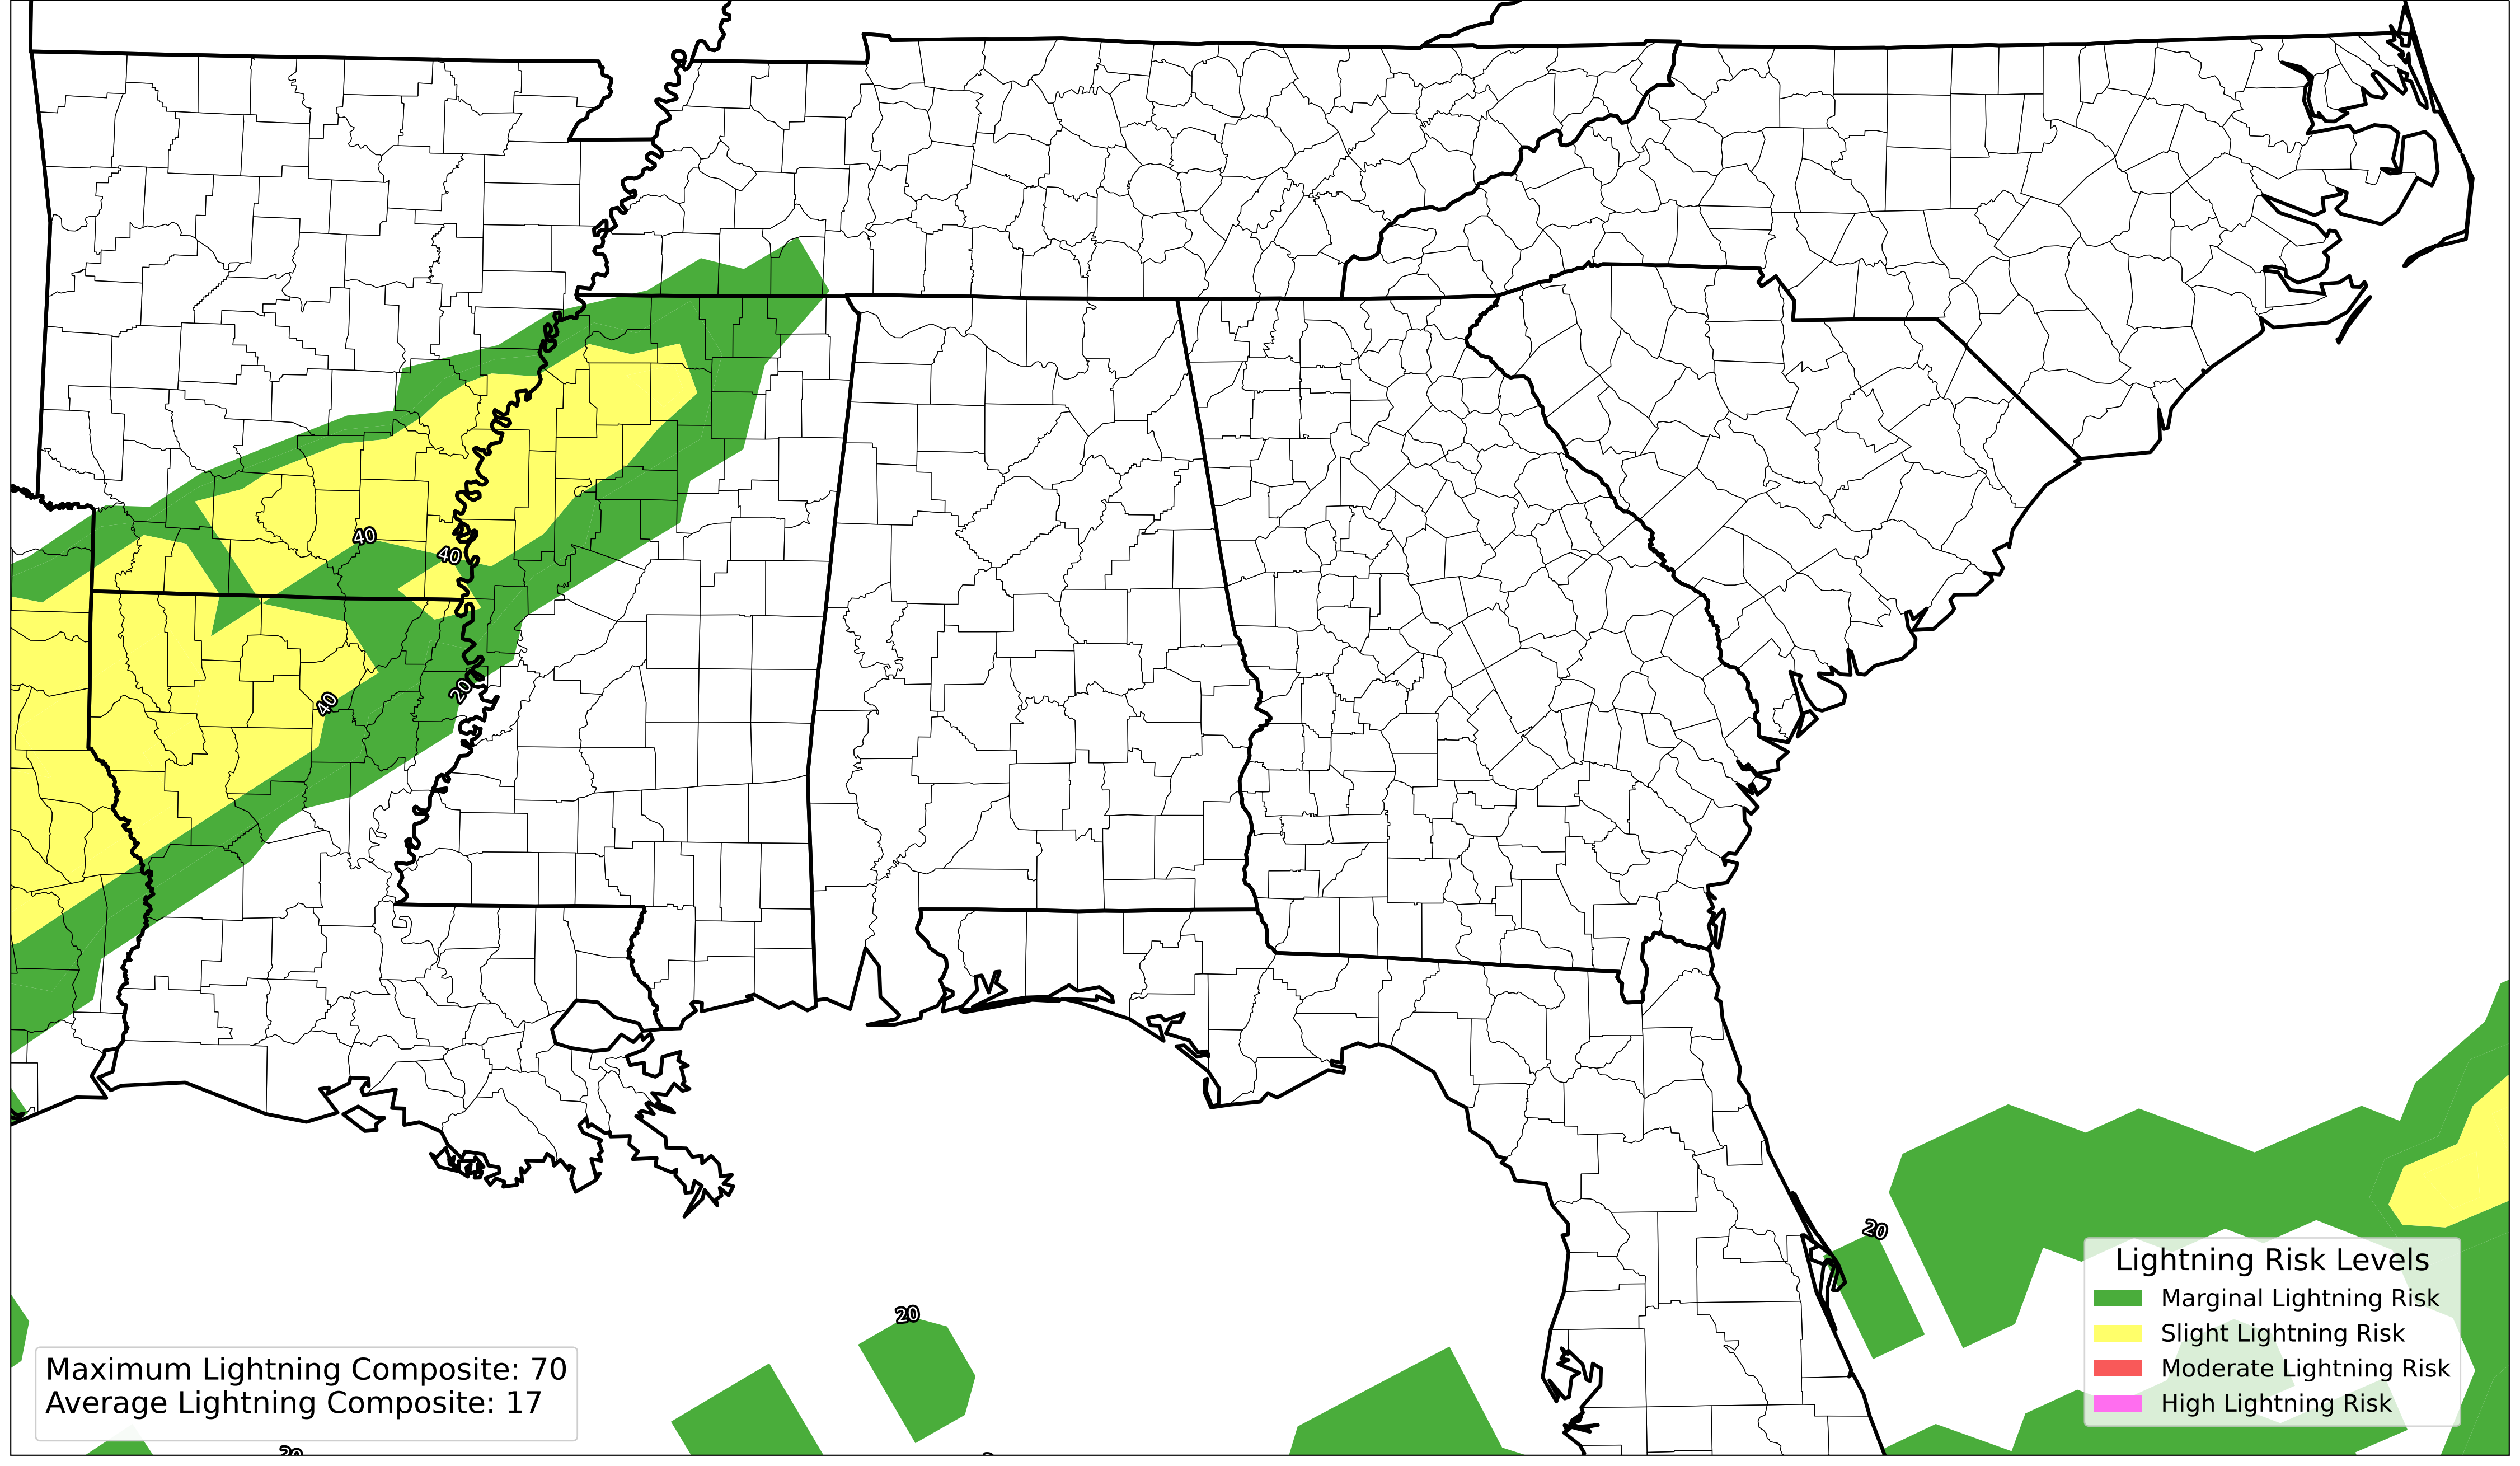 40
40
20
40
20
20
20
Lightning Risk Levels
Marginal Lightning Risk
Slight Lightning Risk
Moderate Lightning Risk
High Lightning Risk
Maximum Lightning Composite: 70
Average Lightning Composite: 17